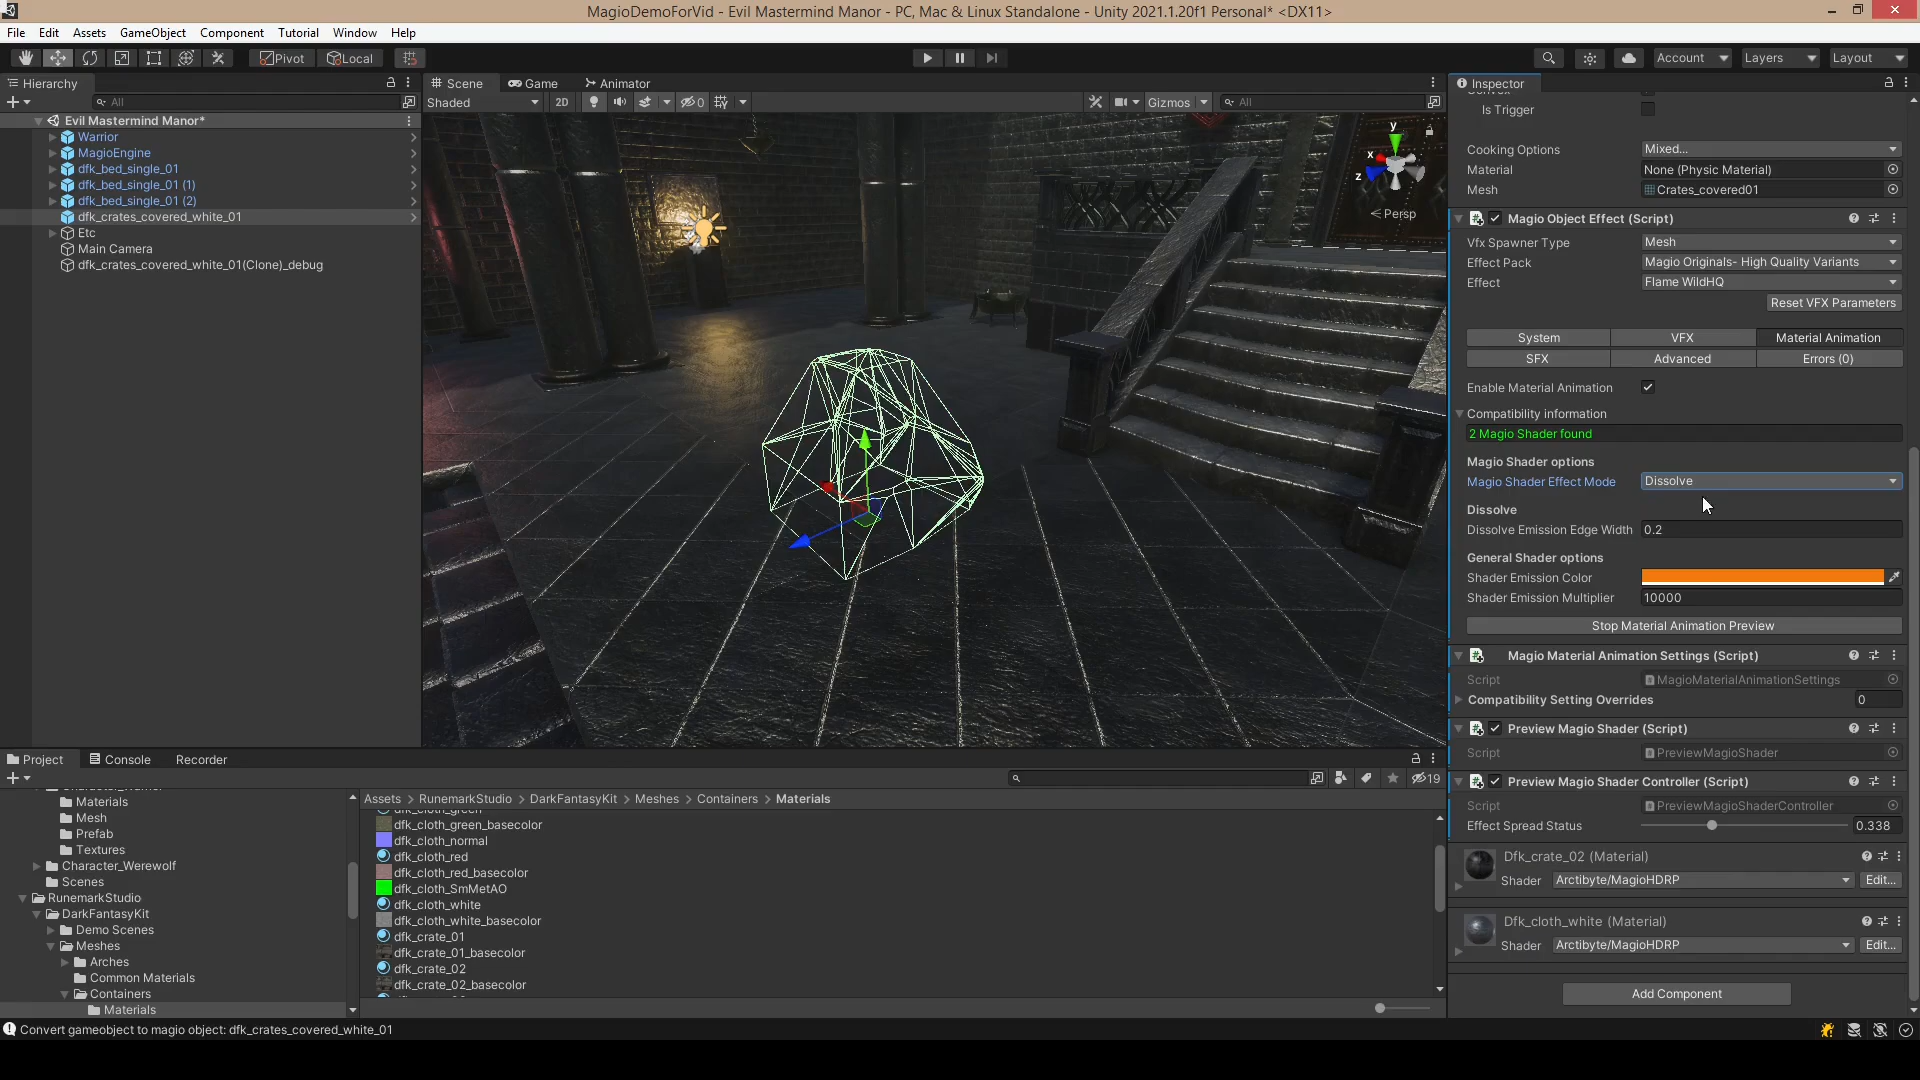 MagioDemoForVid - Evil Mastermind Manor - PC, Mac & Linux Standalone - Unity 2021.1.20f1 Personal* <DX11>
File Edit Assets GameObject Component Tutorial Window Help
Pivot Local Account Layers Layout
Hierarchy
All
Evil Mastermind Manor*
Warrior
MagioEngine
dfk_bed_single_01
dfk_bed_single_01 (1)
dfk_bed_single_01 (2)
dfk_crates_covered_white_01
Etc
Main Camera
dfk_crates_covered_white_01(Clone)_debug
Scene Game Animator
Shaded 2D 0 Gizmos All
y
x
z
Persp
Inspector
Is Trigger
Cooking Options Mixed...
Material None (Physic Material)
Mesh Crates_covered01
Magio Object Effect (Script)
Vfx Spawner Type Mesh
Effect Pack Magio Originals- High Quality Variants
Effect Flame WildHQ
Reset VFX Parameters
System VFX Material Animation
SFX Advanced Errors (0)
Enable Material Animation
Compatibility information
2 Magio Shader found
Magio Shader options
Magio Shader Effect Mode Dissolve
Dissolve
Dissolve Emission Edge Width 0.2
General Shader options
Shader Emission Color
Shader Emission Multiplier 10000
Stop Material Animation Preview
Magio Material Animation Settings (Script)
Script MagioMaterialAnimationSettings
Compatibility Setting Overrides 0
Preview Magio Shader (Script)
Script PreviewMagioShader
Preview Magio Shader Controller (Script)
Script PreviewMagioShaderController
Effect Spread Status 0.338
Dfk_crate_02 (Material)
Shader Arctibyte/MagioHDRP Edit...
Dfk_cloth_white (Material)
Shader Arctibyte/MagioHDRP Edit...
Add Component
Project Console Recorder
19
Materials
Mesh
Prefab
Textures
Character_Werewolf
Scenes
RunemarkStudio
DarkFantasyKit
Demo Scenes
Meshes
Arches
Common Materials
Containers
Materials
Assets > RunemarkStudio > DarkFantasyKit > Meshes > Containers > Materials
dfk_cloth_green
dfk_cloth_green_basecolor
dfk_cloth_normal
dfk_cloth_red
dfk_cloth_red_basecolor
dfk_cloth_SmMetAO
dfk_cloth_white
dfk_cloth_white_basecolor
dfk_crate_01
dfk_crate_01_basecolor
dfk_crate_02
dfk_crate_02_basecolor
Convert gameobject to magio object: dfk_crates_covered_white_01